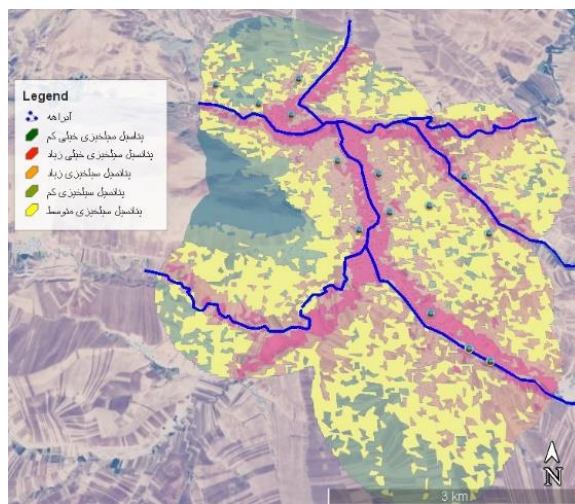 Legend
آبراهه
پتانسیل سیلخیزی خیلی کم
پتانسیل سیلخیزی خیلی زیاد
پتانسیل سیلخیزی زیاد
پتانسیل سیلخیزی کم
پتانسیل سیلخیزی متوسط
N
3 km